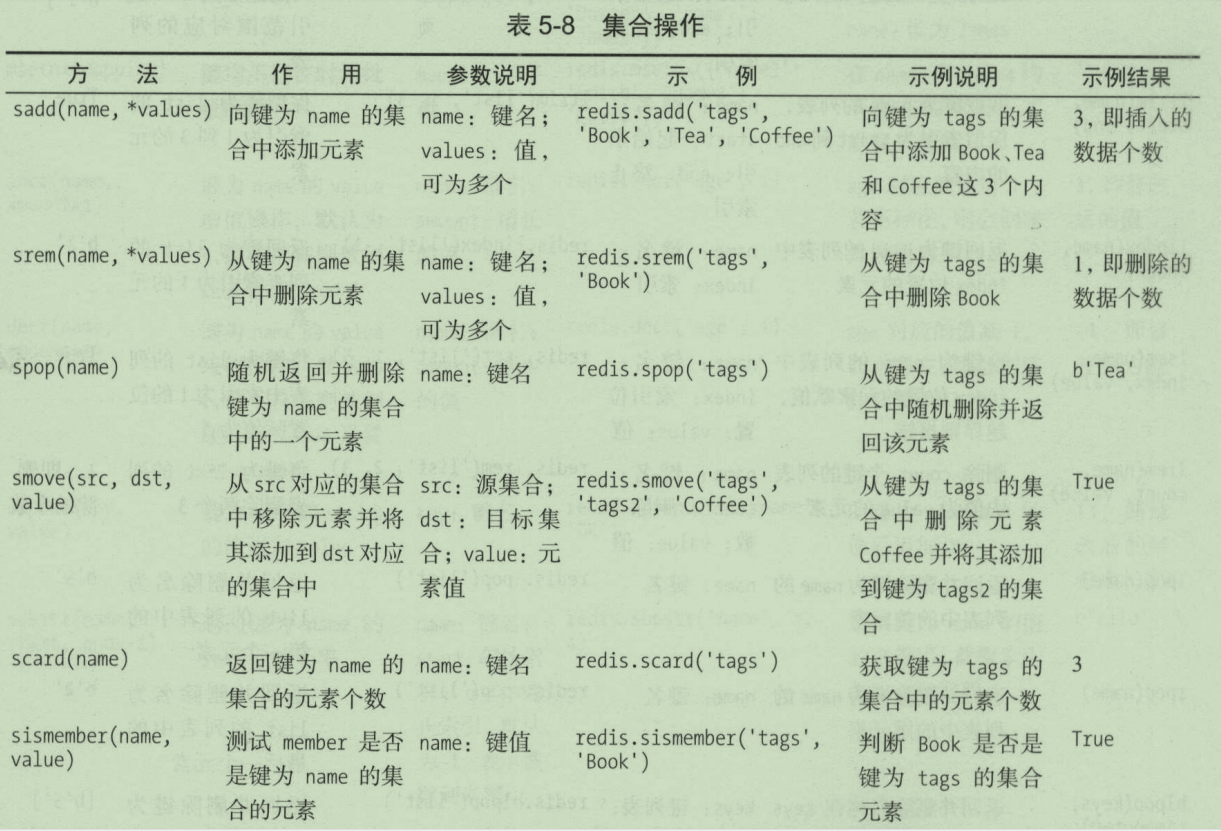 表 5-8 集合操作
方 法 作 用 参数说明 示 例 示例说明 示例结果
sadd(name, *values) 向键为 name 的集 name: 键名; redis.sadd('tags', 向键为 tags 的集 3,即插入的
合中添加元素 values: 值, 'Book', 'Tea', 'Coffee') 合中添加 Book、Tea 数据个数
可为多个 和 Coffee 这 3 个内
容
srem(name, *values) 从键为 name 的集 name: 键名; redis.srem('tags', 从键为 tags 的集 1,即删除的
合中删除元素 values: 值, 'Book') 合中删除 Book 数据个数
可为多个
spop(name) 随机返回并删除 name: 键名 redis.spop('tags') 从键为 tags 的集 b'Tea'
键为 name 的集合 合中随机删除并返
中的一个元素 回该元素
smove(src, dst, 从 src 对应的集合 src: 源集合; redis.smove('tags', 从键为 tags 的集 True
value) 中移除元素并将 dst: 目标集 'tags2', 'Coffee') 合中删除元素
其添加到 dst 对应 合; value: 元 Coffee 并将其添加
的集合中 素值 到键为 tags2 的集
合
scard(name) 返回键为 name 的 name: 键名 redis.scard('tags') 获取键为 tags 的 3
集合的元素个数 集合中的元素个数
sismember(name, 测试 member 是否 name: 键值 redis.sismember('tags', 判断 Book 是否是 True
value) 是键为 name 的集 'Book') 键为 tags 的集合
合的元素 元素